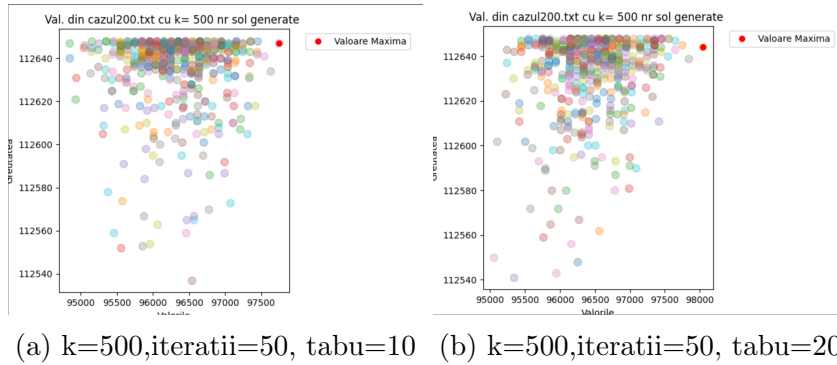 Val. din cazul200.txt cu k= 500 nr sol generate
Valoare Maxima
112640
112620
112600
112580
112560
112540
Greutatea
95000 95500 96000 96500 97000 97500
Valorile
(a) k=500,iteratii=50, tabu=10
Val. din cazul200.txt cu k= 500 nr sol generate
Valoare Maxima
112640
112620
112600
112580
112560
112540
Greutatea
95000 95500 96000 96500 97000 97500 98000
Valorile
(b) k=500,iteratii=50, tabu=20